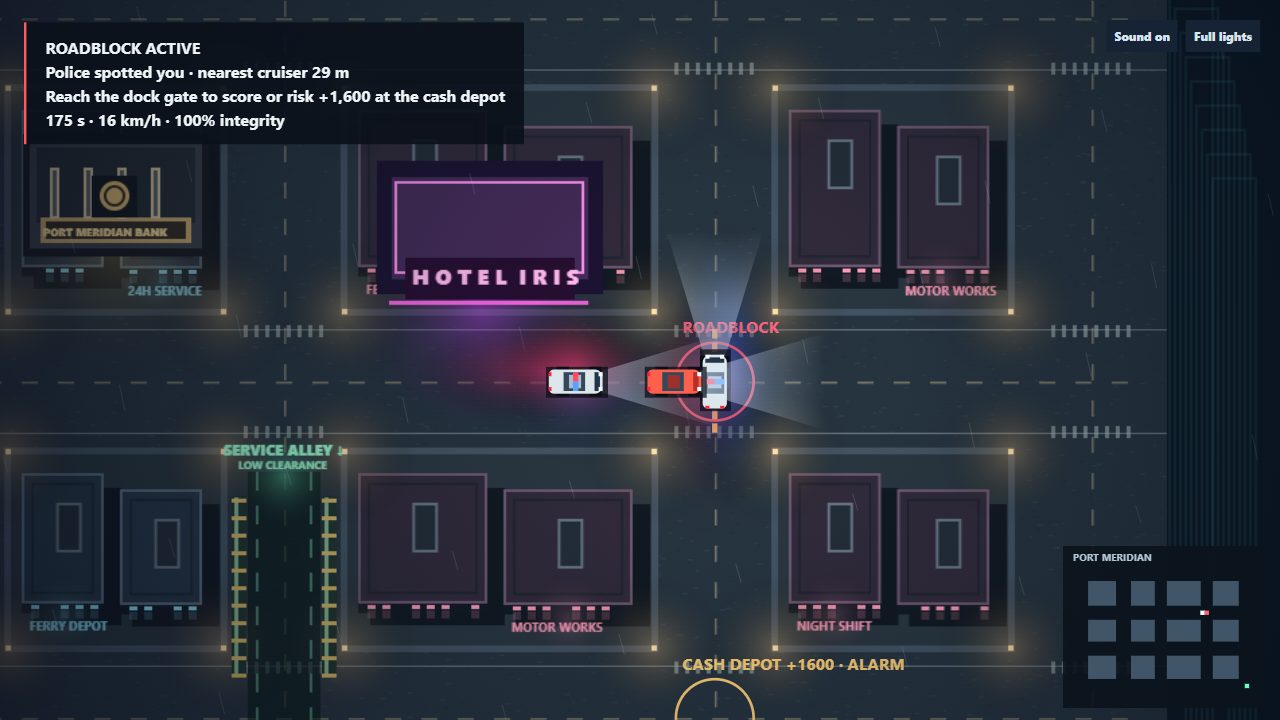 ROADBLOCK ACTIVE
Police spotted you · nearest cruiser 29 m
Reach the dock gate to score or risk +1,600 at the cash depot
175 s · 16 km/h · 100% integrity
Sound on
Full lights
PORT MERIDIAN BANK
HOTEL IRIS
24H SERVICE
MOTOR WORKS
ROADBLOCK
SERVICE ALLEY ↓
LOW CLEARANCE
PORT MERIDIAN
FERRY DEPOT
MOTOR WORKS
NIGHT SHIFT
CASH DEPOT +1600 · ALARM